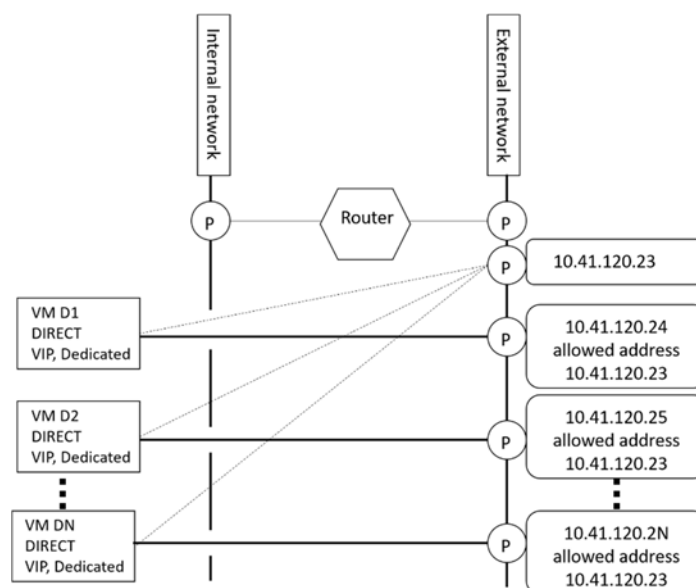 Internal network
External network
P
Router
P
P
10.41.120.23
VM D1
DIRECT
VIP, Dedicated
P
10.41.120.24
allowed address
10.41.120.23
VM D2
DIRECT
VIP, Dedicated
P
10.41.120.25
allowed address
10.41.120.23
VM DN
DIRECT
VIP, Dedicated
P
10.41.120.2N
allowed address
10.41.120.23